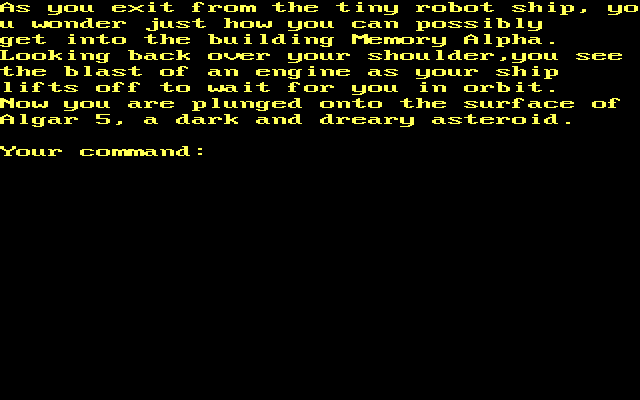 As you exit from the tiny robot ship, yo
u wonder just how you can possibly
get into the building Memory Alpha.
Looking back over your shoulder,you see
the blast of an engine as your ship
lifts off to wait for you in orbit.
Now you are plunged onto the surface of
Algar 5, a dark and dreary asteroid.
Your command: